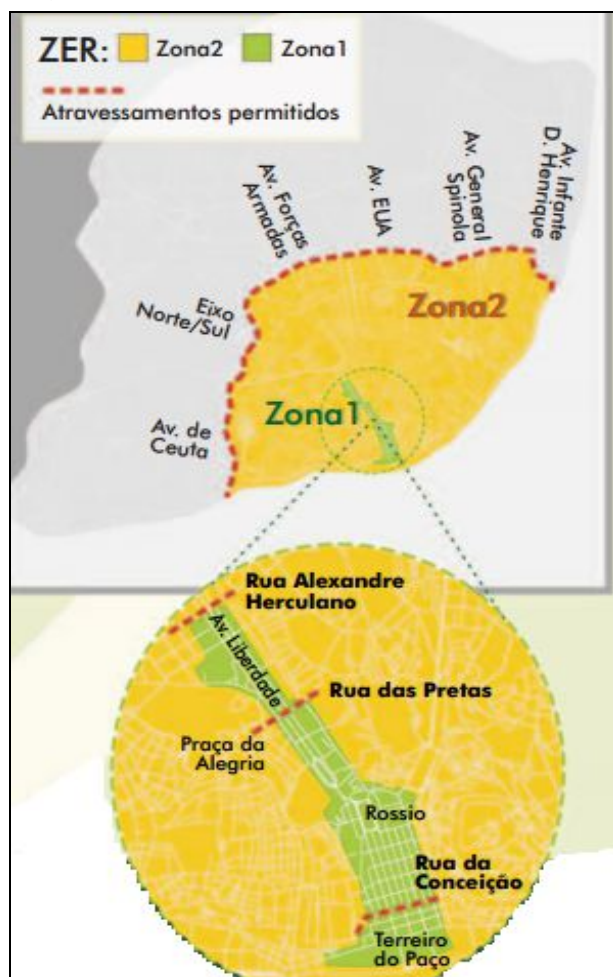 ZER: Zona2 Zona1
Atravessamentos permitidos
Av. Forças
Armadas
Av. EUA
Av. General
Spinola
Av. Infante
D. Henrique
Eixo
Norte/Sul
Zona2
Zona1
Av. de
Ceuta
Rua Alexandre
Herculano
Av. Liberdade
Rua das Pretas
Praça da
Alegria
Rossio
Rua da
Conceição
Terreiro
do Paço